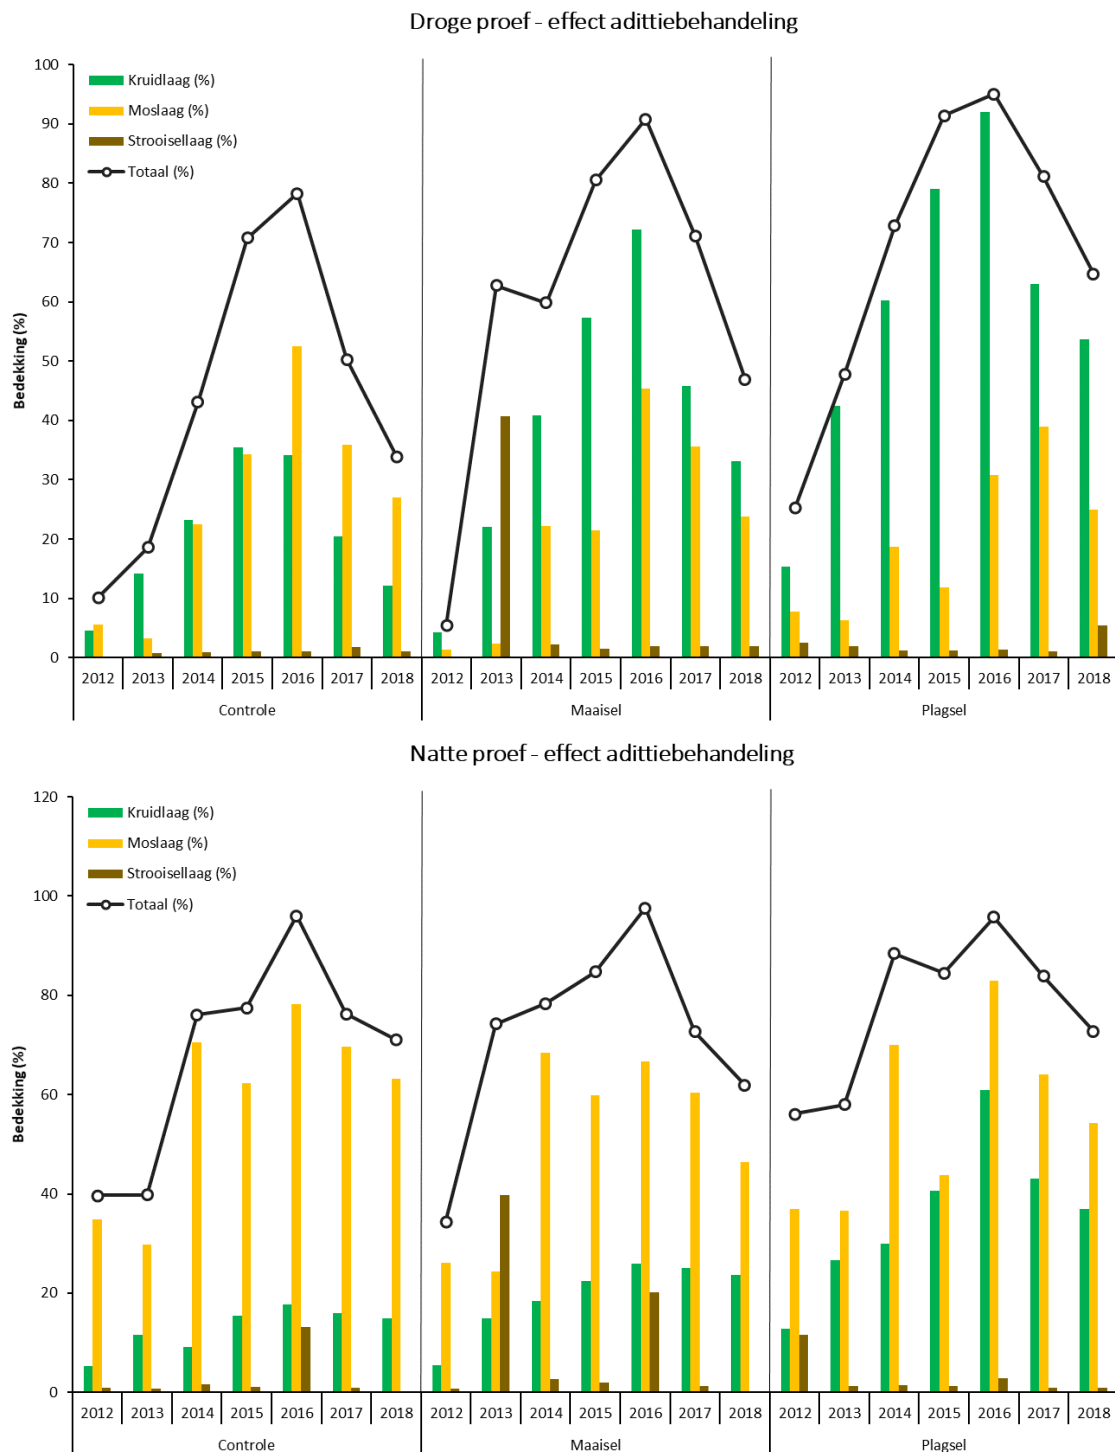 Droge proef - effect adittiebehandeling
100
90
80
70
60
50
40
30
20
10
0
Bedekking (%)
Kruidlaag (%)
Moslaag (%)
Strooisellaag (%)
Totaal (%)
2012 2013 2014 2015 2016 2017 2018 2012 2013 2014 2015 2016 2017 2018 2012 2013 2014 2015 2016 2017 2018
Controle Maaisel Plagsel
Natte proef - effect adittiebehandeling
120
100
80
60
40
20
0
Bedekking (%)
Kruidlaag (%)
Moslaag (%)
Strooisellaag (%)
Totaal (%)
2012 2013 2014 2015 2016 2017 2018 2012 2013 2014 2015 2016 2017 2018 2012 2013 2014 2015 2016 2017 2018
Controle Maaisel Plagsel